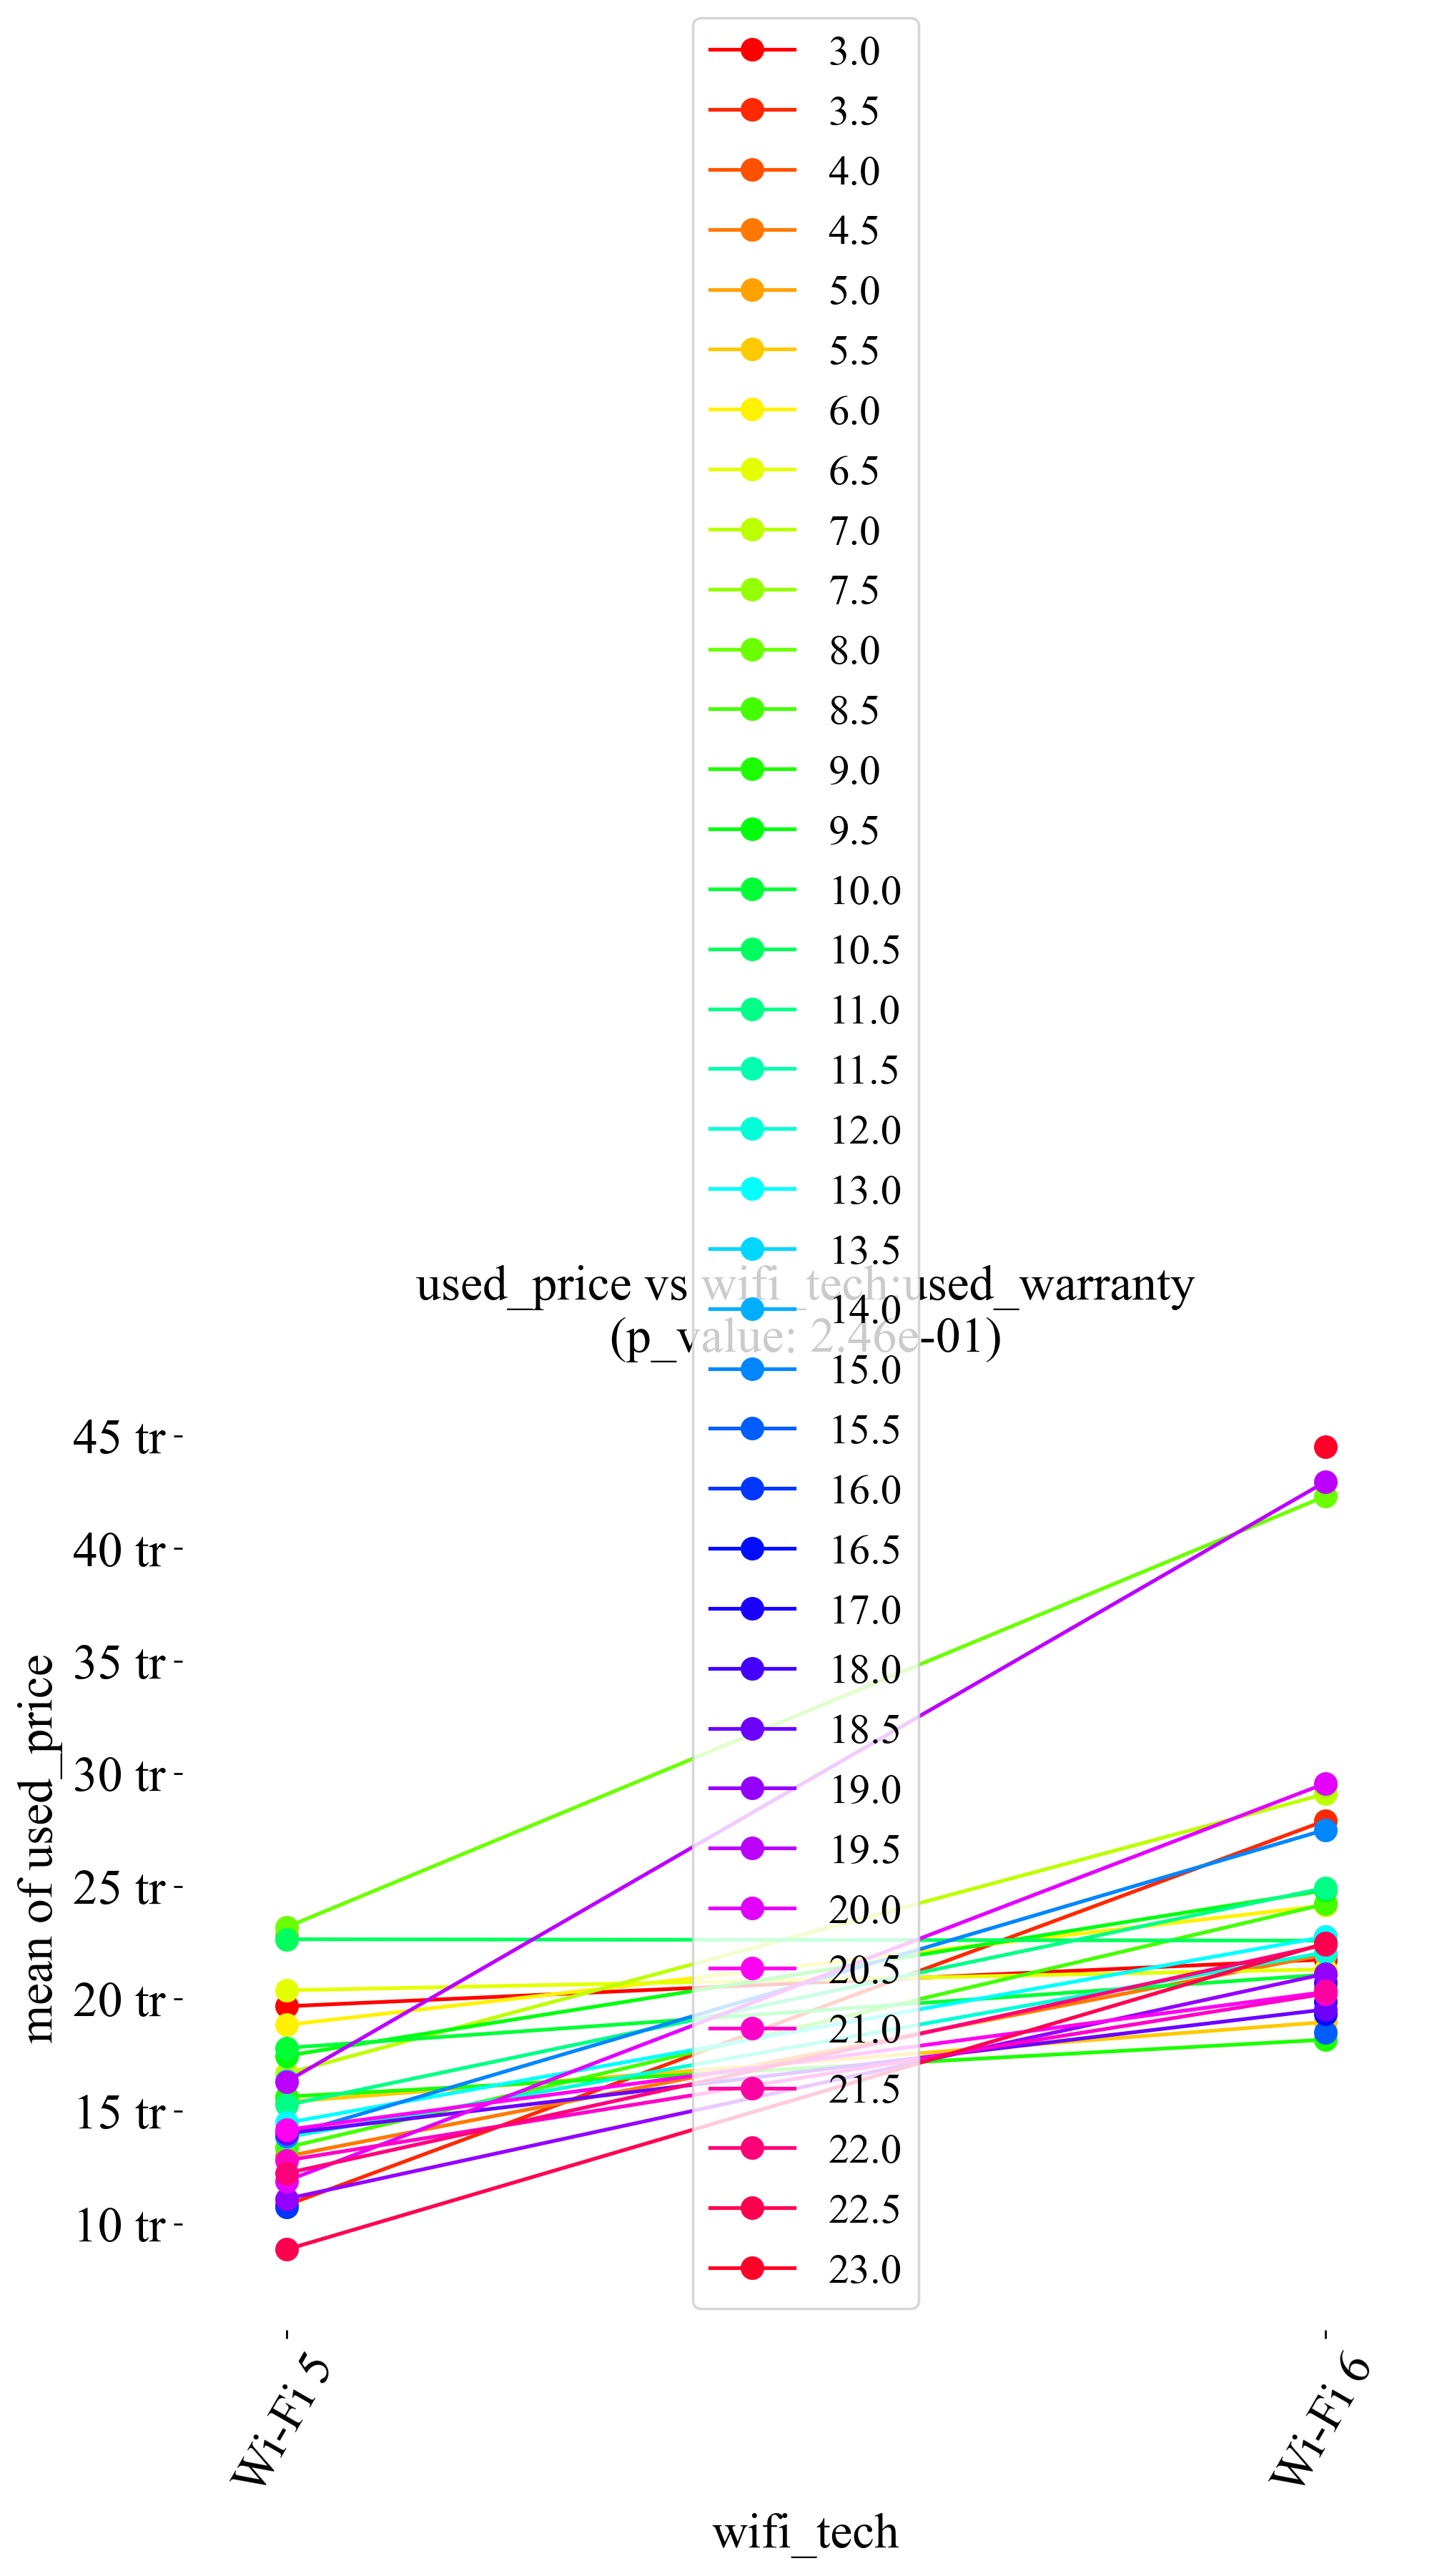 3.0
3.5
4.0
4.5
5.0
5.5
6.0
6.5
7.0
7.5
8.0
8.5
9.0
9.5
10.0
10.5
11.0
11.5
12.0
13.0
13.5
14.0
15.0
15.5
16.0
16.5
17.0
18.0
18.5
19.0
19.5
20.0
20.5
21.0
21.5
22.0
22.5
23.0
used_price vs wifi_tech:used_warranty
(p_value: 2.46e-01)
45 tr
40 tr
35 tr
30 tr
25 tr
20 tr
15 tr
10 tr
mean of used_price
Wi-Fi 5
Wi-Fi 6
wifi_tech